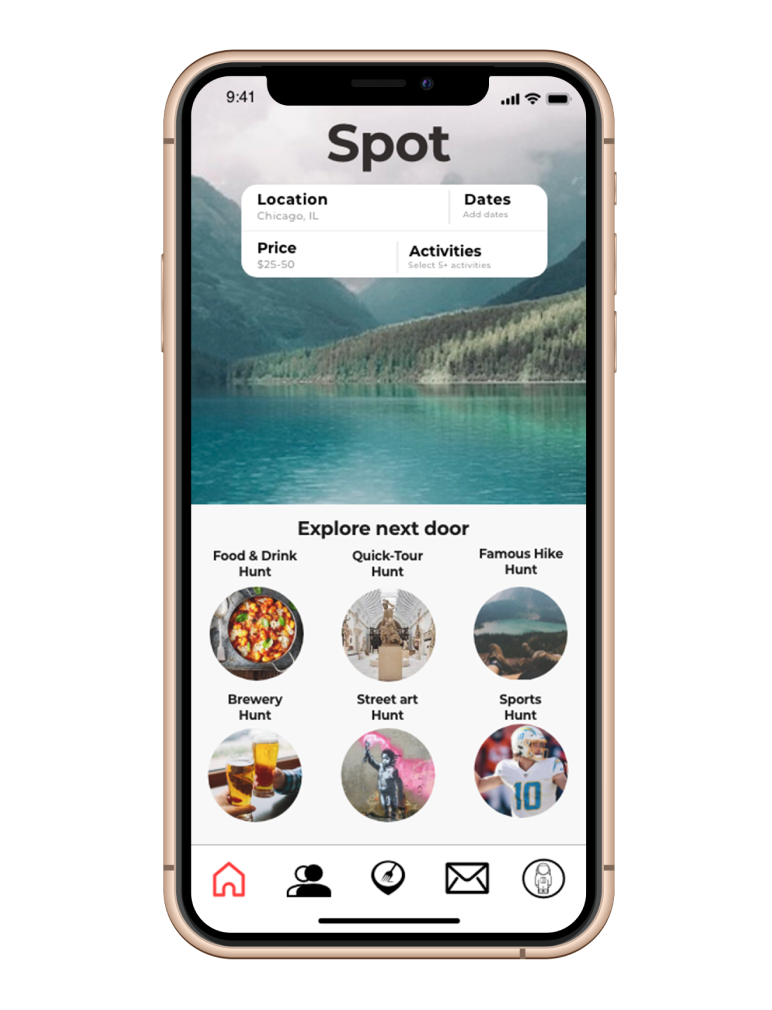 9:41
Spot
Location
Dates
Chicago, IL
Add dates
Price
Activities
$25-50
Select 5+ activities
Explore next door
Food & Drink
Hunt
Quick-Tour
Hunt
Famous Hike
Hunt
Brewery
Hunt
Street art
Hunt
Sports
Hunt
10